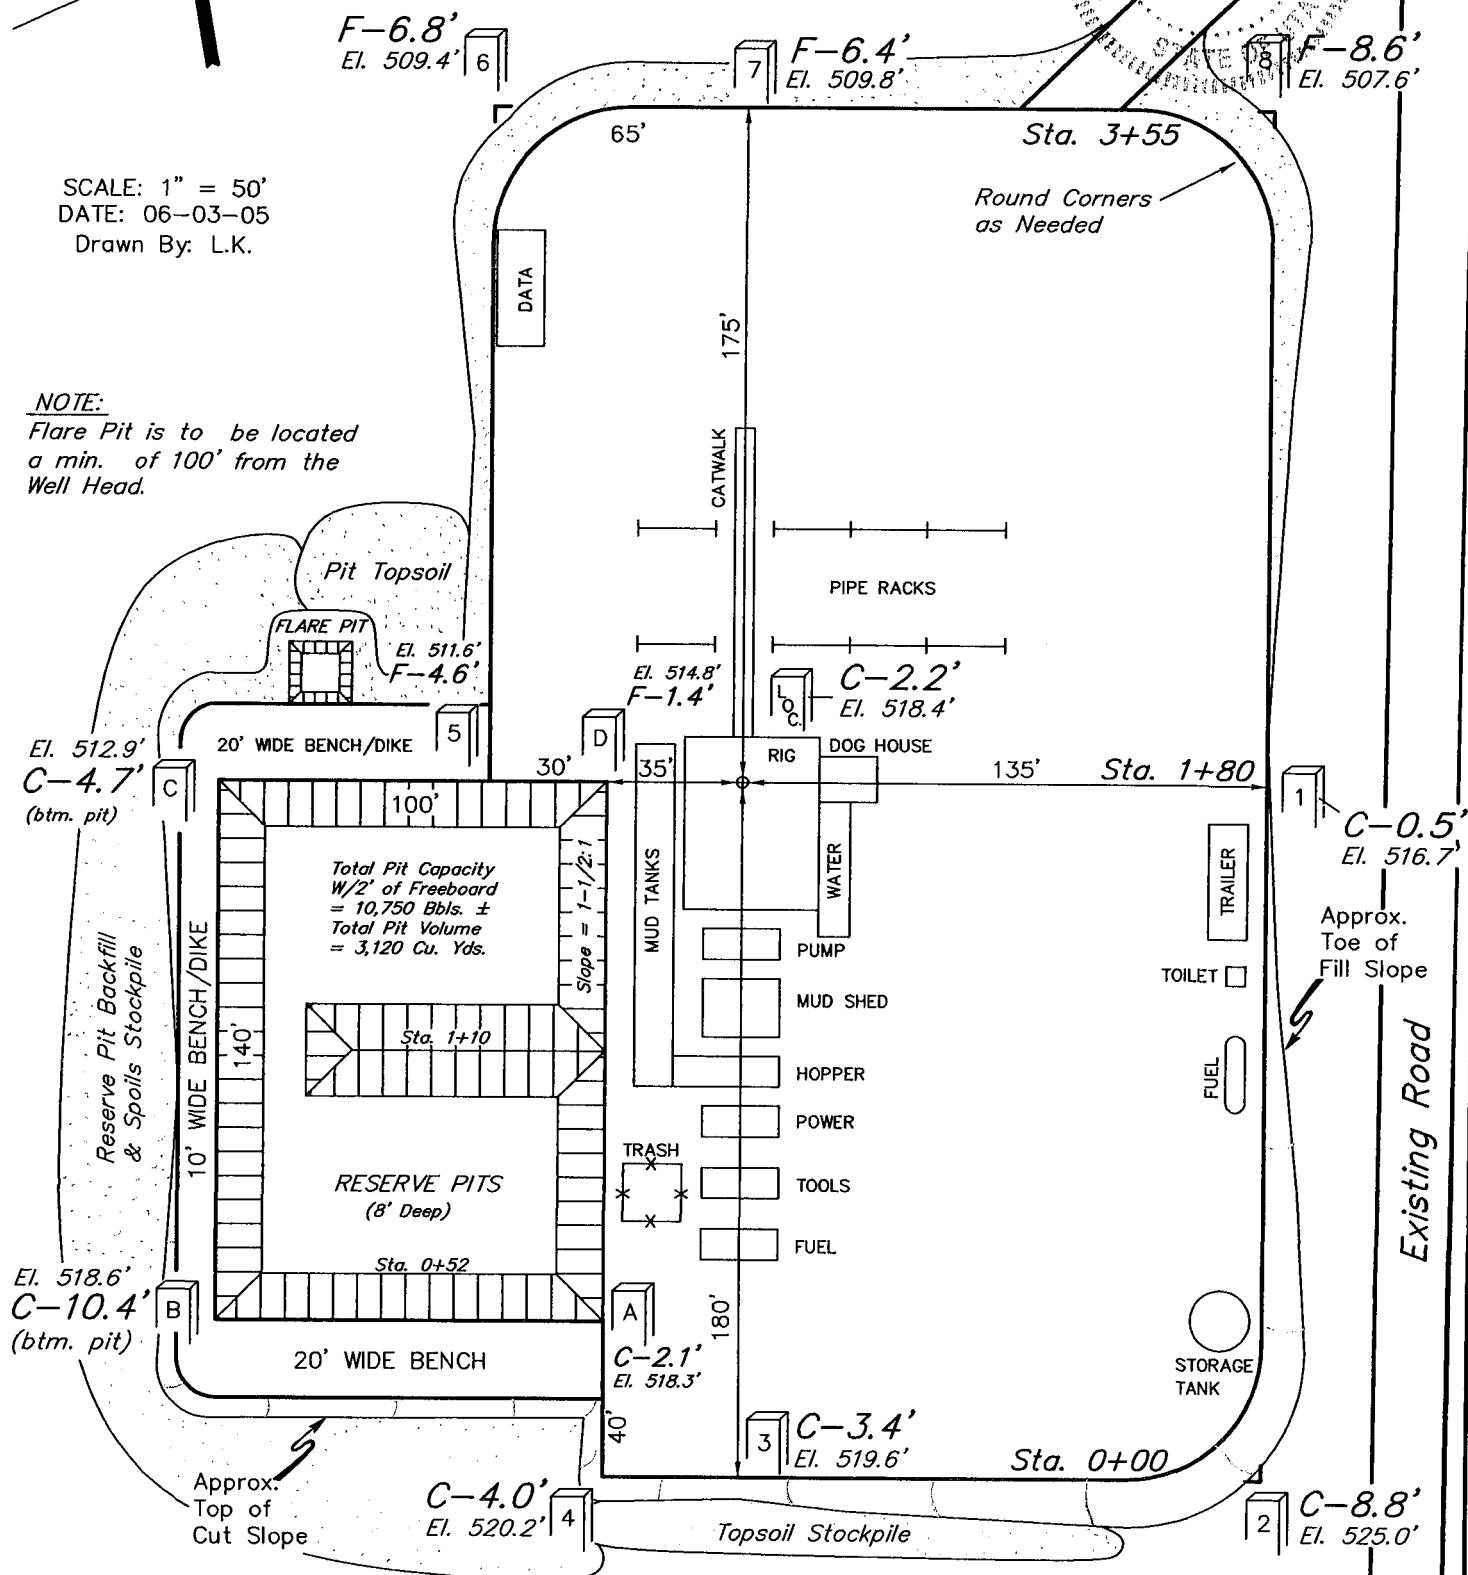 F-6.8'
El. 509.4'
6
7
F-6.4'
El. 509.8'
STATE OF UTAH
8
F-8.6'
El. 507.6'
65'
Sta. 3+55
SCALE: 1" = 50'
DATE: 06-03-05
Drawn By: L.K.
Round Corners
as Needed
DATA
175'
NOTE:
Flare Pit is to be located
a min. of 100' from the
Well Head.
CATWALK
Pit Topsoil
PIPE RACKS
FLARE PIT
El. 511.6'
F-4.6'
El. 514.8'
F-1.4'
LOC.
C-2.2'
El. 518.4'
5
D
20' WIDE BENCH/DIKE
RIG
DOG HOUSE
El. 512.9'
C-4.7'
(btm. pit)
C
30'
35'
135'
Sta. 1+80
1
C-0.5'
El. 516.7'
100'
Total Pit Capacity
W/2' of Freeboard
= 10,750 Bbls. ±
Total Pit Volume
= 3,120 Cu. Yds.
Slope = 1-1/2:1
MUD TANKS
WATER
TRAILER
Approx.
Toe of
Fill Slope
PUMP
TOILET
MUD SHED
Reserve Pit Backfill
& Spoils Stockpile
10' WIDE BENCH/DIKE
140'
Sta. 1+10
HOPPER
FUEL
Existing Road
POWER
TRASH
TOOLS
RESERVE PITS
(8' Deep)
FUEL
Sta. 0+52
El. 518.6'
C-10.4'
(btm. pit)
B
A
180'
C-2.1'
El. 518.3'
20' WIDE BENCH
STORAGE
TANK
40'
3
C-3.4'
El. 519.6'
Sta. 0+00
Approx.
Top of
Cut Slope
C-4.0'
El. 520.2'
4
Topsoil Stockpile
2
C-8.8'
El. 525.0'